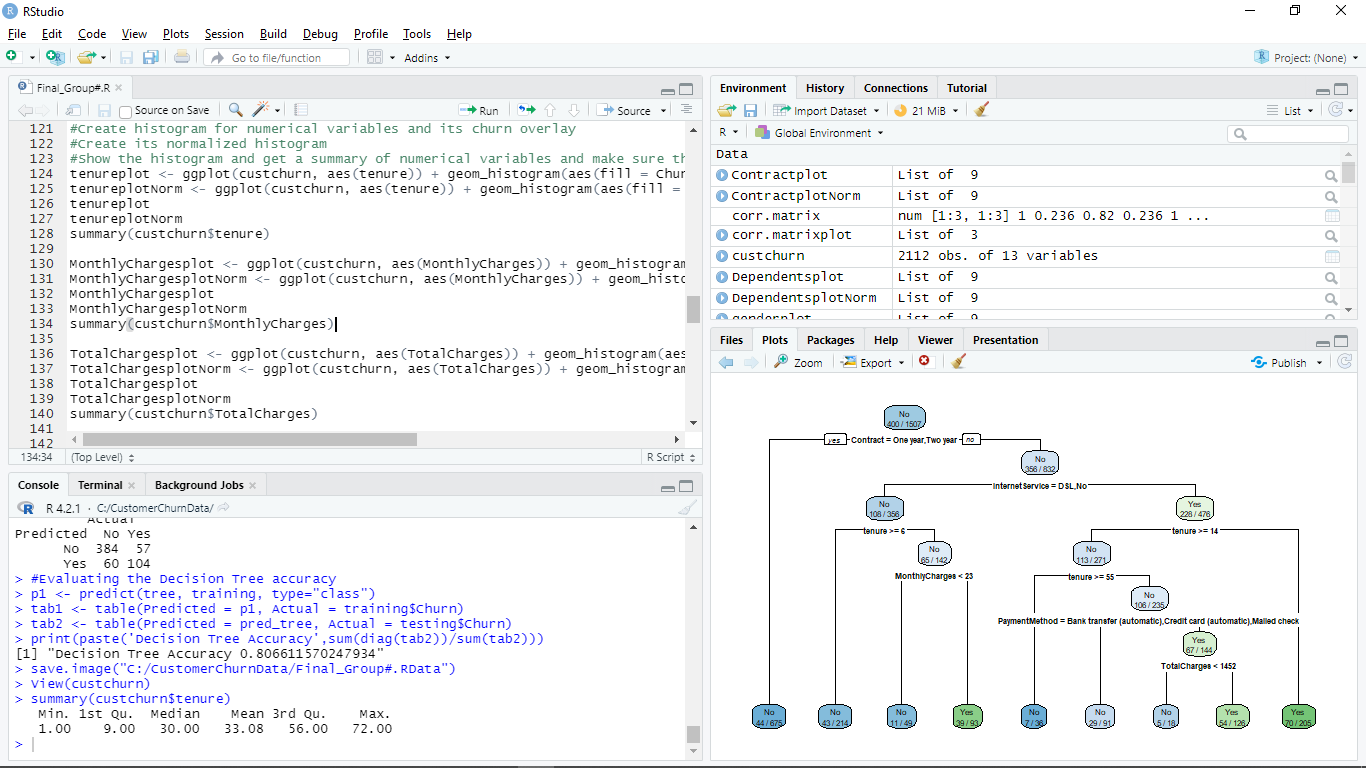 RStudio
File Edit Code View Plots Session Build Debug Profile Tools Help
Go to file/function Addins Project: (None)
Final_Group#.R
Source on Save Run Source
121 #Create histogram for numerical variables and its churn overlay
122 #Create its normalized histogram
123 #Show the histogram and get a summary of numerical variables and make sure th
124 tenureplot <- ggplot(custchurn, aes(tenure)) + geom_histogram(aes(fill = Chur
125 tenureplotNorm <- ggplot(custchurn, aes(tenure)) + geom_histogram(aes(fill =
126 tenureplot
127 tenureplotNorm
128 summary(custchurn$tenure)
129
130 MonthlyChargesplot <- ggplot(custchurn, aes(MonthlyCharges)) + geom_histogram
131 MonthlyChargesplotNorm <- ggplot(custchurn, aes(MonthlyCharges)) + geom_histo
132 MonthlyChargesplot
133 MonthlyChargesplotNorm
134 summary(custchurn$MonthlyCharges)
135
136 TotalChargesplot <- ggplot(custchurn, aes(TotalCharges)) + geom_histogram(aes
137 TotalChargesplotNorm <- ggplot(custchurn, aes(TotalCharges)) + geom_histogram
138 TotalChargesplot
139 TotalChargesplotNorm
140 summary(custchurn$TotalCharges)
141
142
134:34 (Top Level) R Script
Console Terminal Background Jobs
R 4.2.1 · C:/CustomerChurnData/
Actual
Predicted No Yes
No 384 57
Yes 60 104
> #Evaluating the Decision Tree accuracy
> p1 <- predict(tree, training, type="class")
> tab1 <- table(Predicted = p1, Actual = training$Churn)
> tab2 <- table(Predicted = pred_tree, Actual = testing$Churn)
> print(paste('Decision Tree Accuracy',sum(diag(tab2))/sum(tab2)))
[1] "Decision Tree Accuracy 0.806611570247934"
> save.image("C:/CustomerChurnData/Final_Group#.RData")
> View(custchurn)
> summary(custchurn$tenure)
Min. 1st Qu. Median Mean 3rd Qu. Max.
1.00 9.00 30.00 33.08 56.00 72.00
>
Environment History Connections Tutorial
Import Dataset 21 MiB List
R Global Environment
Data
Contractplot List of 9
ContractplotNorm List of 9
corr.matrix num [1:3, 1:3] 1 0.236 0.82 0.236 1 ...
corr.matrixplot List of 3
custchurn 2112 obs. of 13 variables
Dependentsplot List of 9
DependentsplotNorm List of 9
genderplot List of 9
Files Plots Packages Help Viewer Presentation
Zoom Export Publish
No
400 / 1507
yes Contract = One year,Two year no
No
356 / 832
InternetService = DSL,No
No Yes
108 / 356 228 / 476
tenure >= 6 tenure >= 14
No No
65 / 142 113 / 271
MonthlyCharges < 23 tenure >= 55
No
106 / 235
PaymentMethod = Bank transfer (automatic),Credit card (automatic),Mailed check
Yes
67 / 144
TotalCharges < 1452
No No No Yes No No No Yes Yes
44 / 675 43 / 214 11 / 49 39 / 93 7 / 36 29 / 91 5 / 18 54 / 126 70 / 205